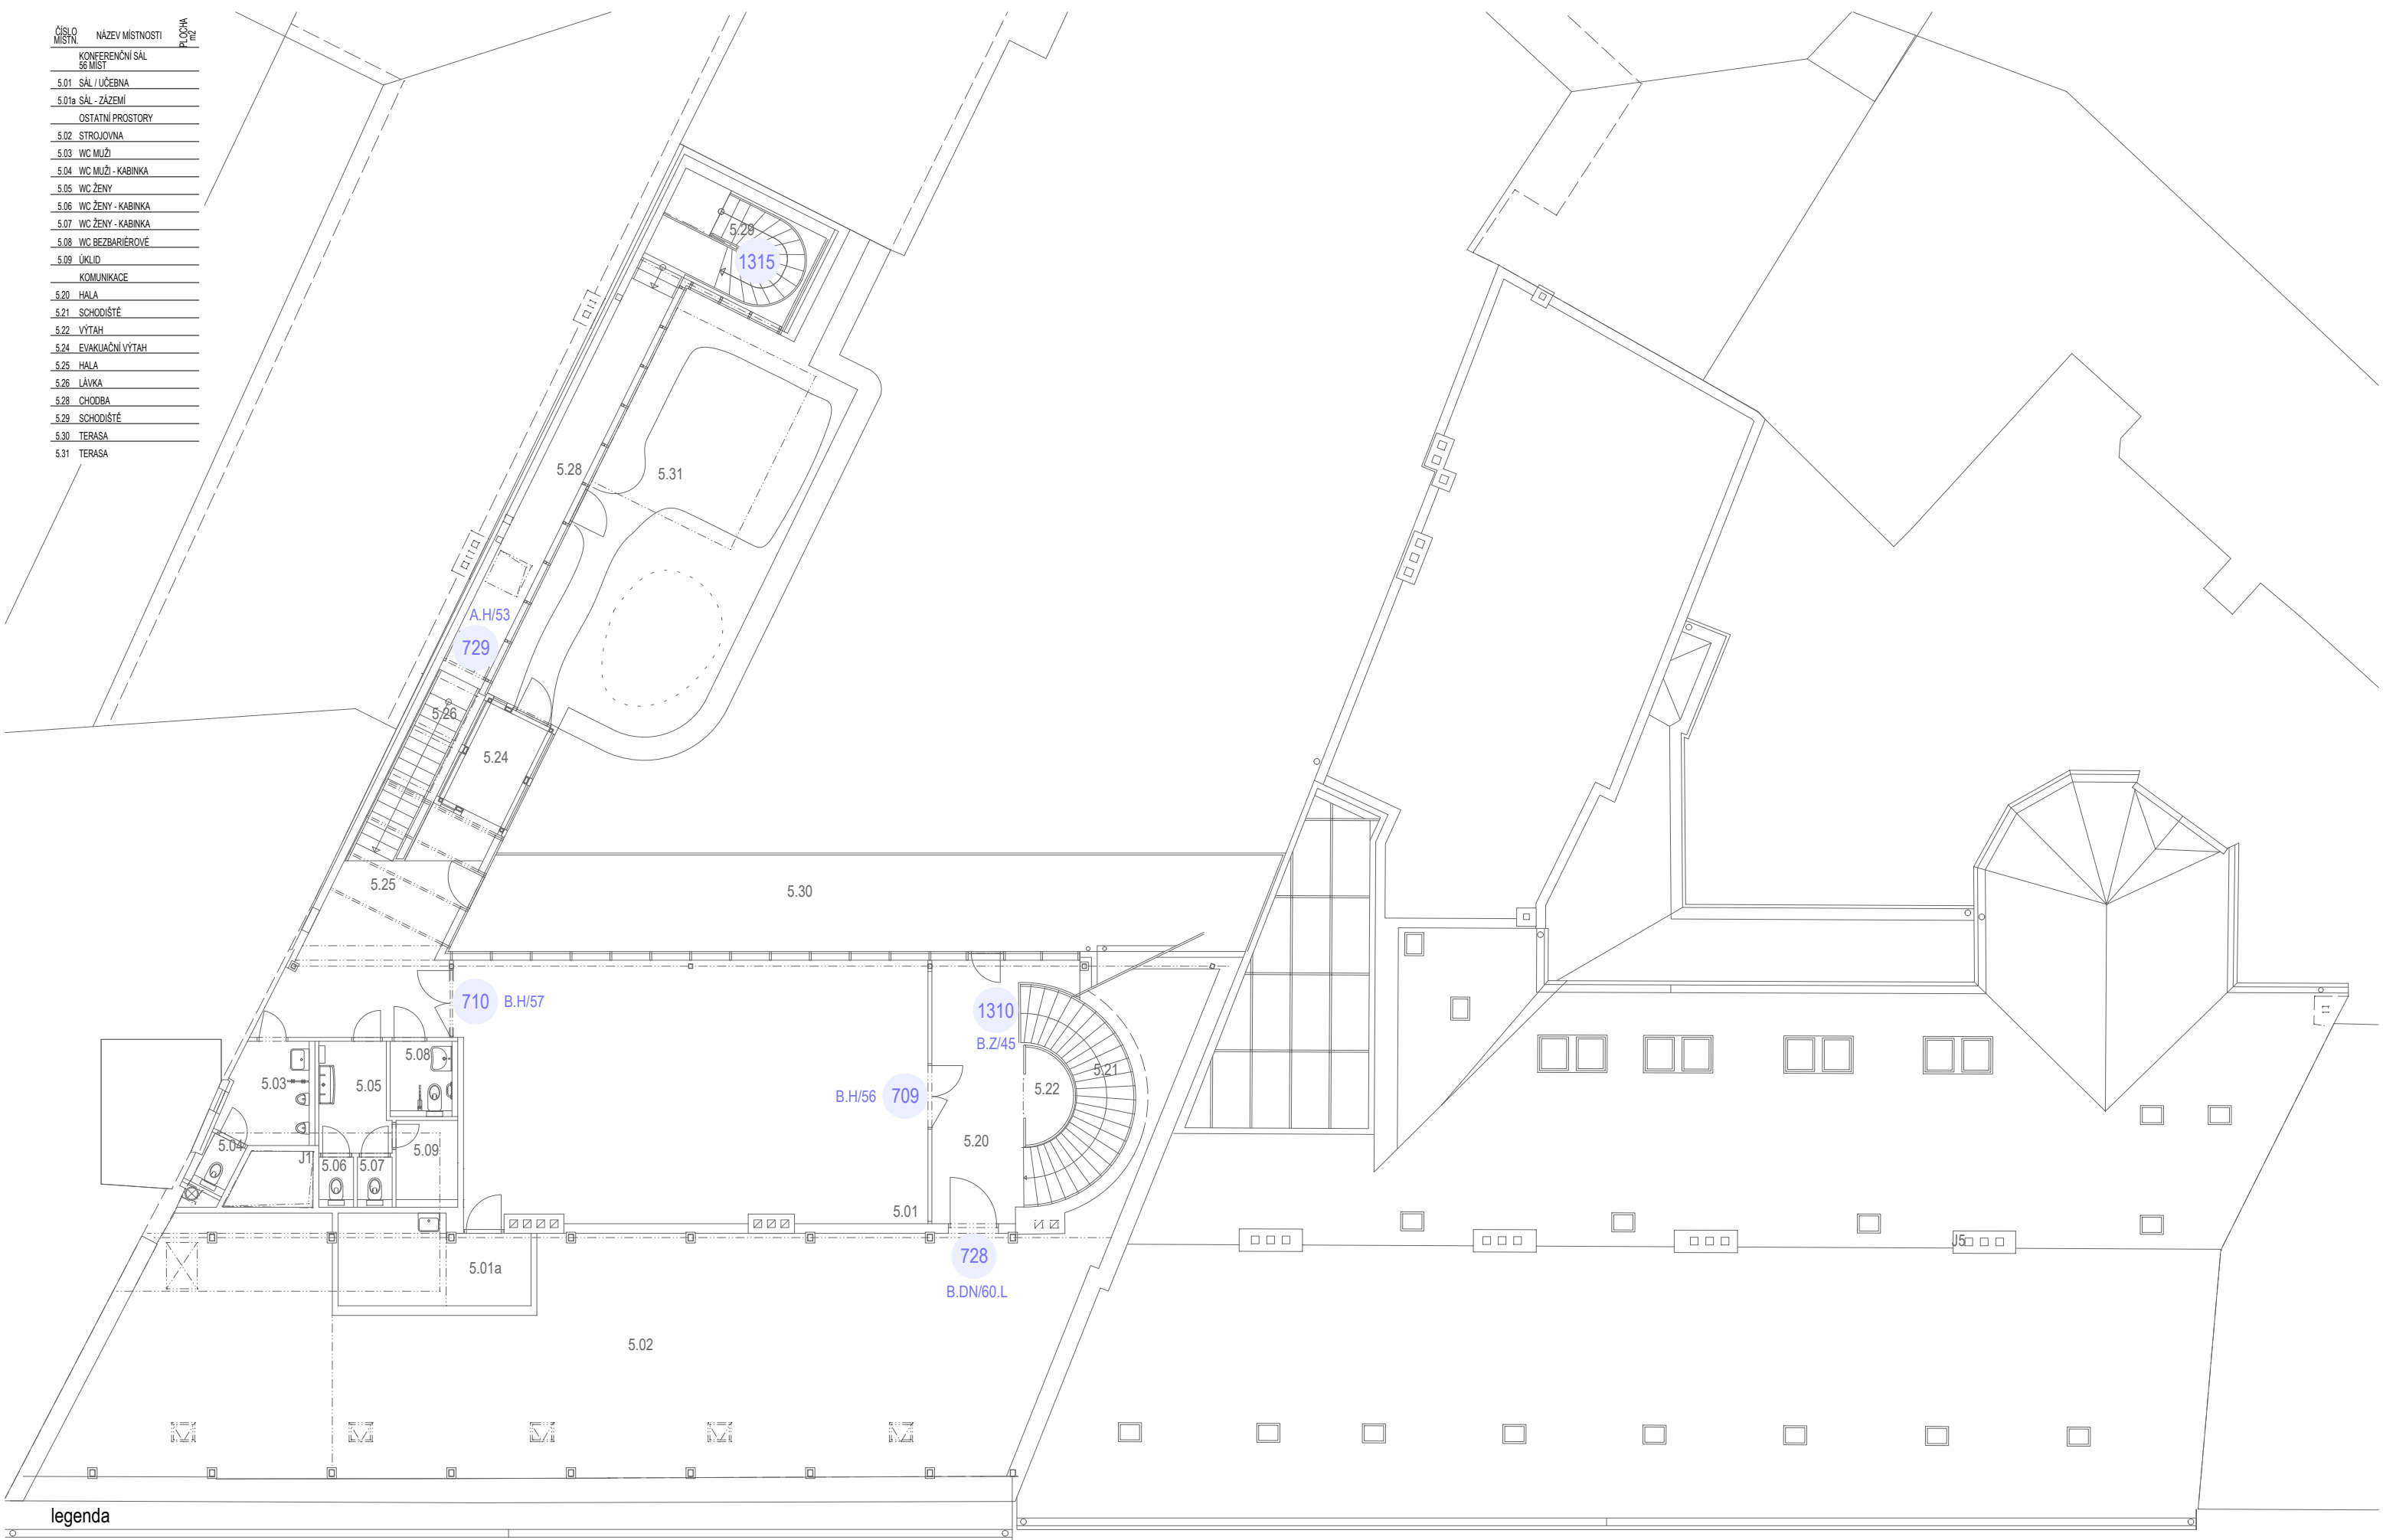 ČÍSLO MÍSTN. NÁZEV MÍSTNOSTI PLOCHA m2
KONFERENČNÍ SÁL
56 MÍST
5.01 SÁL / UČEBNA
5.01a SÁL - ZÁZEMÍ
OSTATNÍ PROSTORY
5.02 STROJOVNA
5.03 WC MUŽI
5.04 WC MUŽI - KABINKA
5.05 WC ŽENY
5.06 WC ŽENY - KABINKA
5.07 WC ŽENY - KABINKA
5.08 WC BEZBARIÉROVÉ
5.09 ÚKLID
KOMUNIKACE
5.20 HALA
5.21 SCHODIŠTĚ
5.22 VÝTAH
5.24 EVAKUAČNÍ VÝTAH
5.25 HALA
5.26 LÁVKA
5.28 CHODBA
5.29 SCHODIŠTĚ
5.30 TERASA
5.31 TERASA
5.29
1315
5.28
5.31
A.H/53
729
5.26
5.24
5.25
5.30
710 B.H/57
1310
B.Z/45
5.08
5.03
5.05
5.21
5.22
B.H/56 709
5.20
5.04
J1
5.06
5.07
5.09
5.01
J5
728
5.01a
B.DN/60.L
5.02
legenda